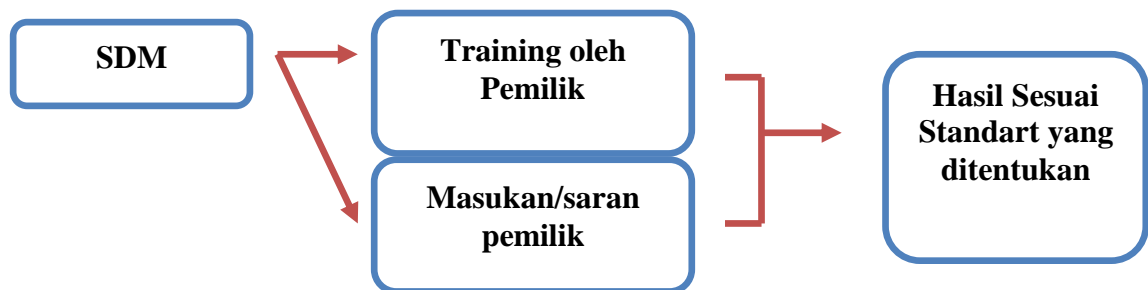 SDM
Training oleh
Pemilik
Masukan/saran
pemilik
Hasil Sesuai
Standart yang
ditentukan